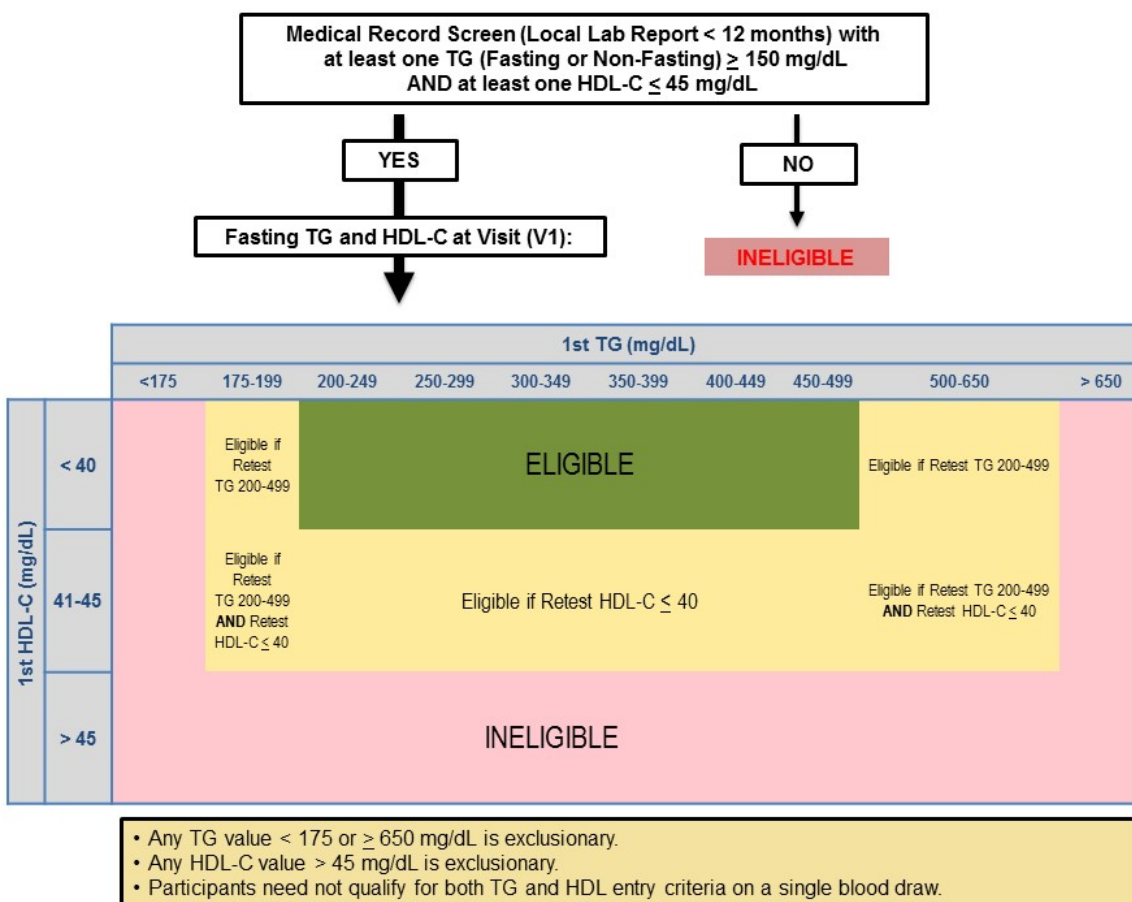 Medical Record Screen (Local Lab Report < 12 months) with
at least one TG (Fasting or Non-Fasting) ≥ 150 mg/dL
AND at least one HDL-C ≤ 45 mg/dL
YES
NO
Fasting TG and HDL-C at Visit (V1):
INELIGIBLE
1st TG (mg/dL)
<175 175-199 200-249 250-299 300-349 350-399 400-449 450-499 500-650 > 650
1st HDL-C (mg/dL)
< 40
Eligible if
Retest
TG 200-499
ELIGIBLE
Eligible if Retest TG 200-499
41-45
Eligible if
Retest
TG 200-499
AND Retest
HDL-C ≤ 40
Eligible if Retest HDL-C ≤ 40
Eligible if Retest TG 200-499
AND Retest HDL-C ≤ 40
> 45
INELIGIBLE
• Any TG value < 175 or ≥ 650 mg/dL is exclusionary.
• Any HDL-C value > 45 mg/dL is exclusionary.
• Participants need not qualify for both TG and HDL entry criteria on a single blood draw.